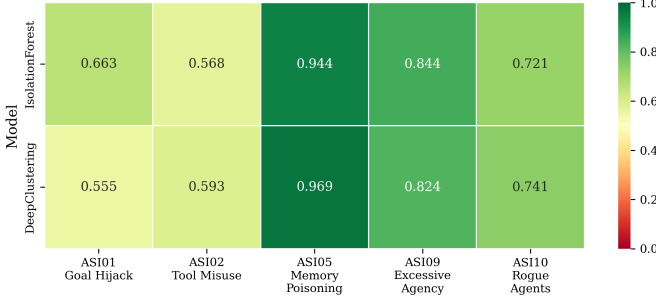 Model
IsolationForest
0.663 0.568 0.944 0.844 0.721
DeepClustering
0.555 0.593 0.969 0.824 0.741
ASI01 ASI02 ASI05 ASI09 ASI10
Goal Hijack Tool Misuse Memory Excessive Rogue
Poisoning Agency Agents
1.0
0.8
0.6
0.4
0.2
0.0